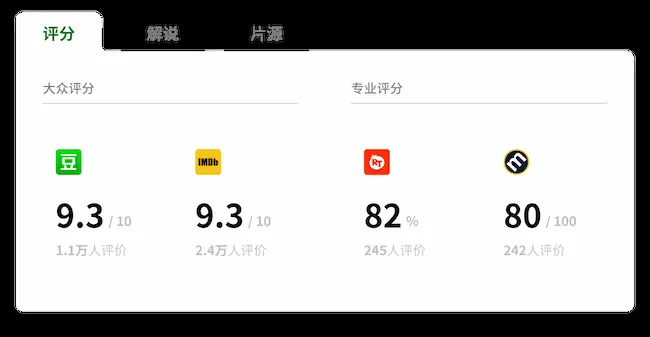 评分 解说 片源
大众评分 专业评分
豆 IMDb RT m
9.3 / 10 9.3 / 10 82 % 80 / 100
1.1万人评价 2.4万人评价 245人评价 242人评价